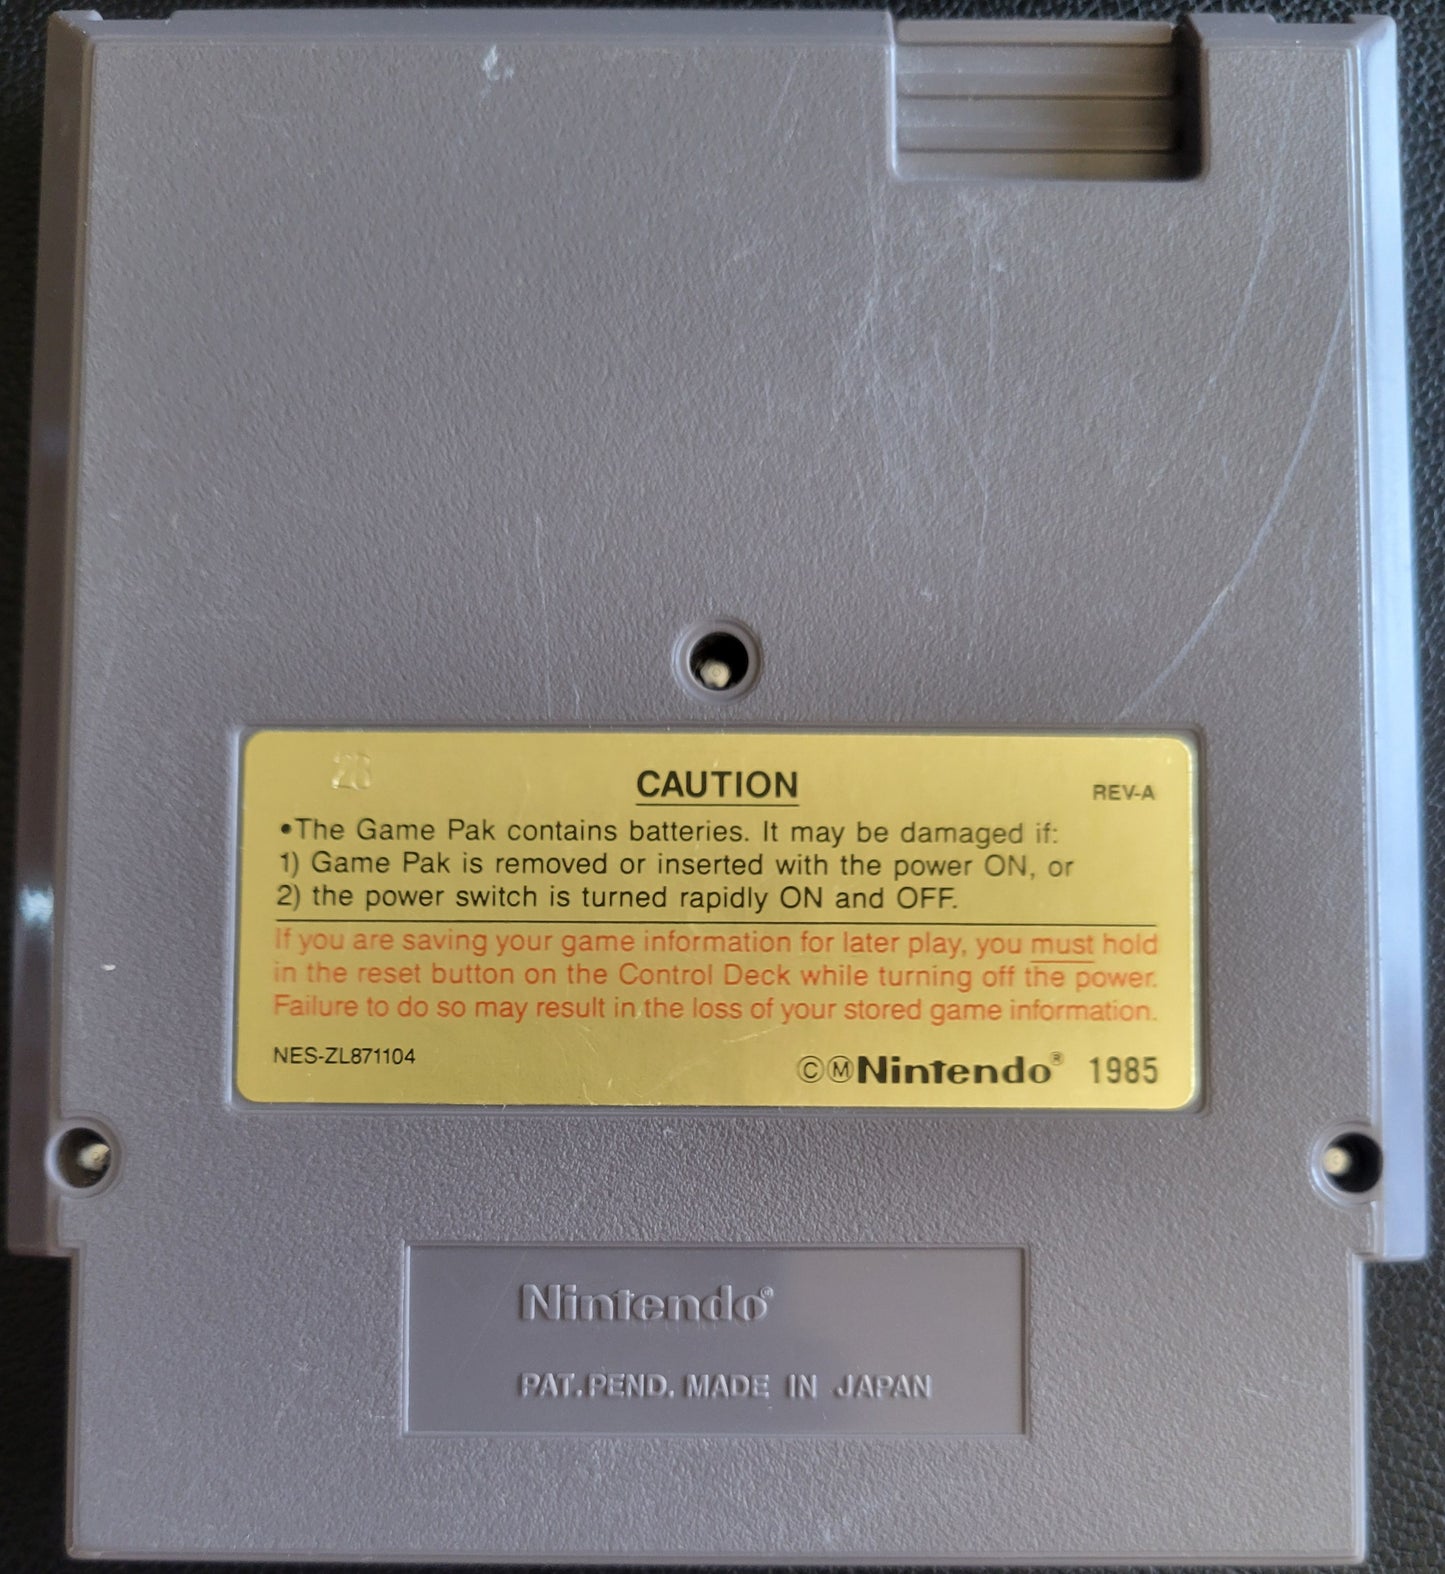 28
CAUTION
REV-A
•The Game Pak contains batteries. It may be damaged if:
1) Game Pak is removed or inserted with the power ON, or
2) the power switch is turned rapidly ON and OFF.
If you are saving your game information for later play, you must hold
in the reset button on the Control Deck while turning off the power.
Failure to do so may result in the loss of your stored game information.
NES-ZL871104
©ⓂNintendo® 1985
Nintendo®
PAT.PEND. MADE IN JAPAN